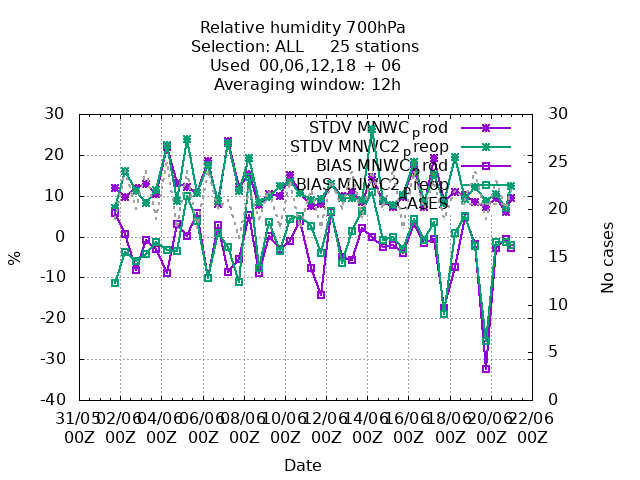 Relative humidity 700hPa
Selection: ALL 25 stations
Used 00,06,12,18 + 06
Averaging window: 12h
30 30
STDV MNWC_prod
STDV MNWC2_preop
BIAS MNWC_prod
BIAS MNWC2_preop
CASES
20 25
10 20
0
-10 15
-20 10
-30 5
-40 0
%
No cases
31/05 02/06 04/06 06/06 08/06 10/06 12/06 14/06 16/06 18/06 20/06 22/06
00Z 00Z 00Z 00Z 00Z 00Z 00Z 00Z 00Z 00Z 00Z 00Z
Date